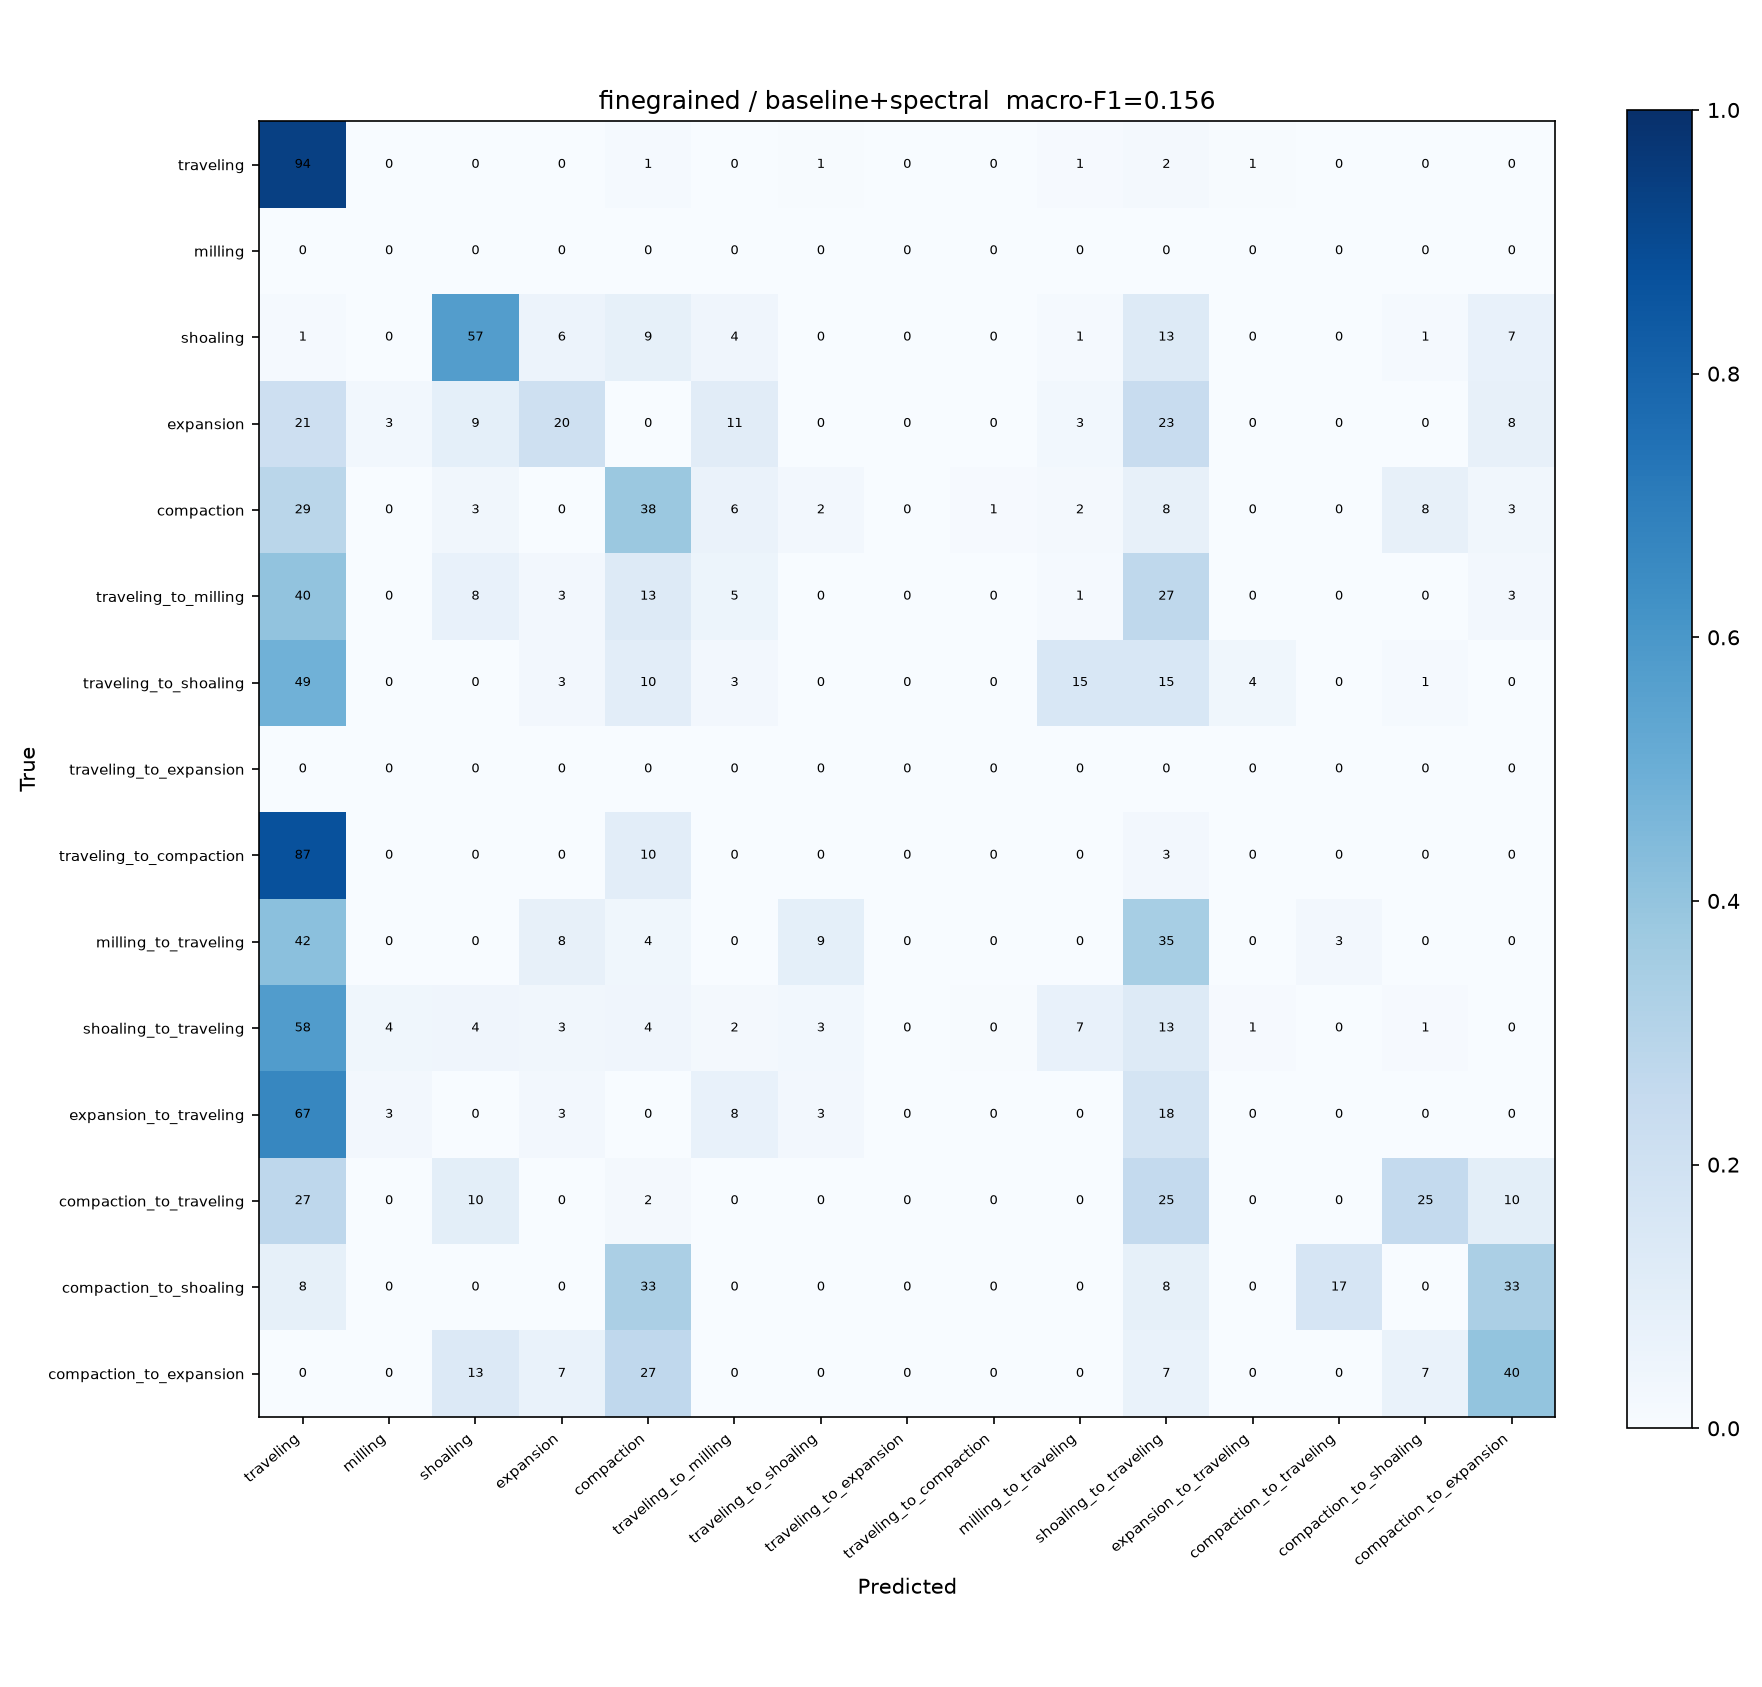 finegrained / baseline+spectral  macro-F1=0.156
True
traveling 94 0 0 0 1 0 1 0 0 1 2 1 0 0 0
milling 0 0 0 0 0 0 0 0 0 0 0 0 0 0 0
shoaling 1 0 57 6 9 4 0 0 0 1 13 0 0 1 7
expansion 21 3 9 20 0 11 0 0 0 3 23 0 0 0 8
compaction 29 0 3 0 38 6 2 0 1 2 8 0 0 8 3
traveling_to_milling 40 0 8 3 13 5 0 0 0 1 27 0 0 0 3
traveling_to_shoaling 49 0 0 3 10 3 0 0 0 15 15 4 0 1 0
traveling_to_expansion 0 0 0 0 0 0 0 0 0 0 0 0 0 0 0
traveling_to_compaction 87 0 0 0 10 0 0 0 0 0 3 0 0 0 0
milling_to_traveling 42 0 0 8 4 0 9 0 0 0 35 0 3 0 0
shoaling_to_traveling 58 4 4 3 4 2 3 0 0 7 13 1 0 1 0
expansion_to_traveling 67 3 0 3 0 8 3 0 0 0 18 0 0 0 0
compaction_to_traveling 27 0 10 0 2 0 0 0 0 0 25 0 0 25 10
compaction_to_shoaling 8 0 0 0 33 0 0 0 0 0 8 0 17 0 33
compaction_to_expansion 0 0 13 7 27 0 0 0 0 0 7 0 0 7 40
traveling
milling
shoaling
expansion
compaction
traveling_to_milling
traveling_to_shoaling
traveling_to_expansion
traveling_to_compaction
milling_to_traveling
shoaling_to_traveling
expansion_to_traveling
compaction_to_traveling
compaction_to_shoaling
compaction_to_expansion
Predicted
1.0
0.8
0.6
0.4
0.2
0.0